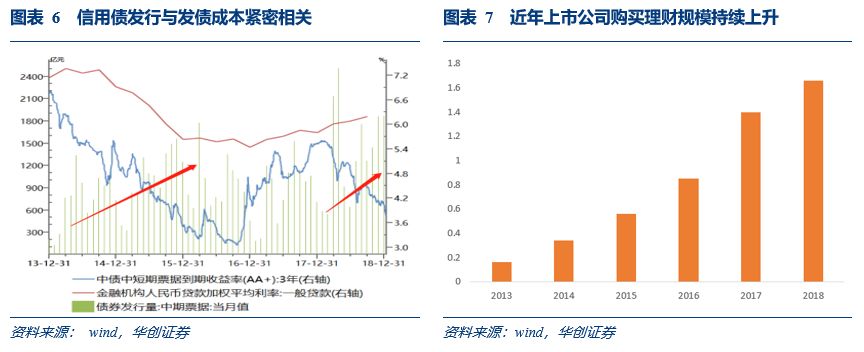 图表 6 信用债发行与发债成本紧密相关
亿元
%
2400
2100
1800
1500
1200
900
600
300
7.2
6.6
6.0
5.4
4.8
4.2
3.6
3.0
13-12-31 14-12-31 15-12-31 16-12-31 17-12-31 18-12-31
中债中短期票据到期收益率(AA+):3年(右轴)
金融机构人民币贷款加权平均利率:一般贷款(右轴)
债券发行量:中期票据:当月值
资料来源： wind，华创证券
图表 7 近年上市公司购买理财规模持续上升
1.8
1.6
1.4
1.2
1
0.8
0.6
0.4
0.2
0
2013 2014 2015 2016 2017 2018
资料来源：wind，华创证券